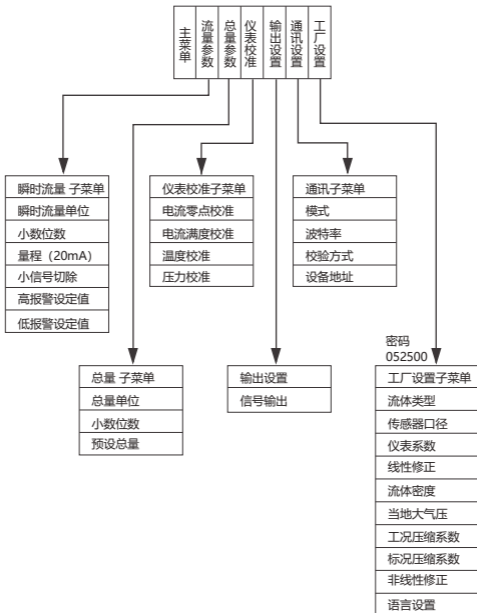 主菜单
流量参数
总量参数
仪表校准
输出设置
通讯设置
工厂设置
瞬时流量 子菜单
瞬时流量单位
小数位数
量程（20mA）
小信号切除
高报警设定值
低报警设定值
仪表校准子菜单
电流零点校准
电流满度校准
温度校准
压力校准
通讯子菜单
模式
波特率
校验方式
设备地址
总量 子菜单
总量单位
小数位数
预设总量
输出设置
信号输出
密码
052500
工厂设置子菜单
流体类型
传感器口径
仪表系数
线性修正
流体密度
当地大气压
工况压缩系数
标况压缩系数
非线性修正
语言设置